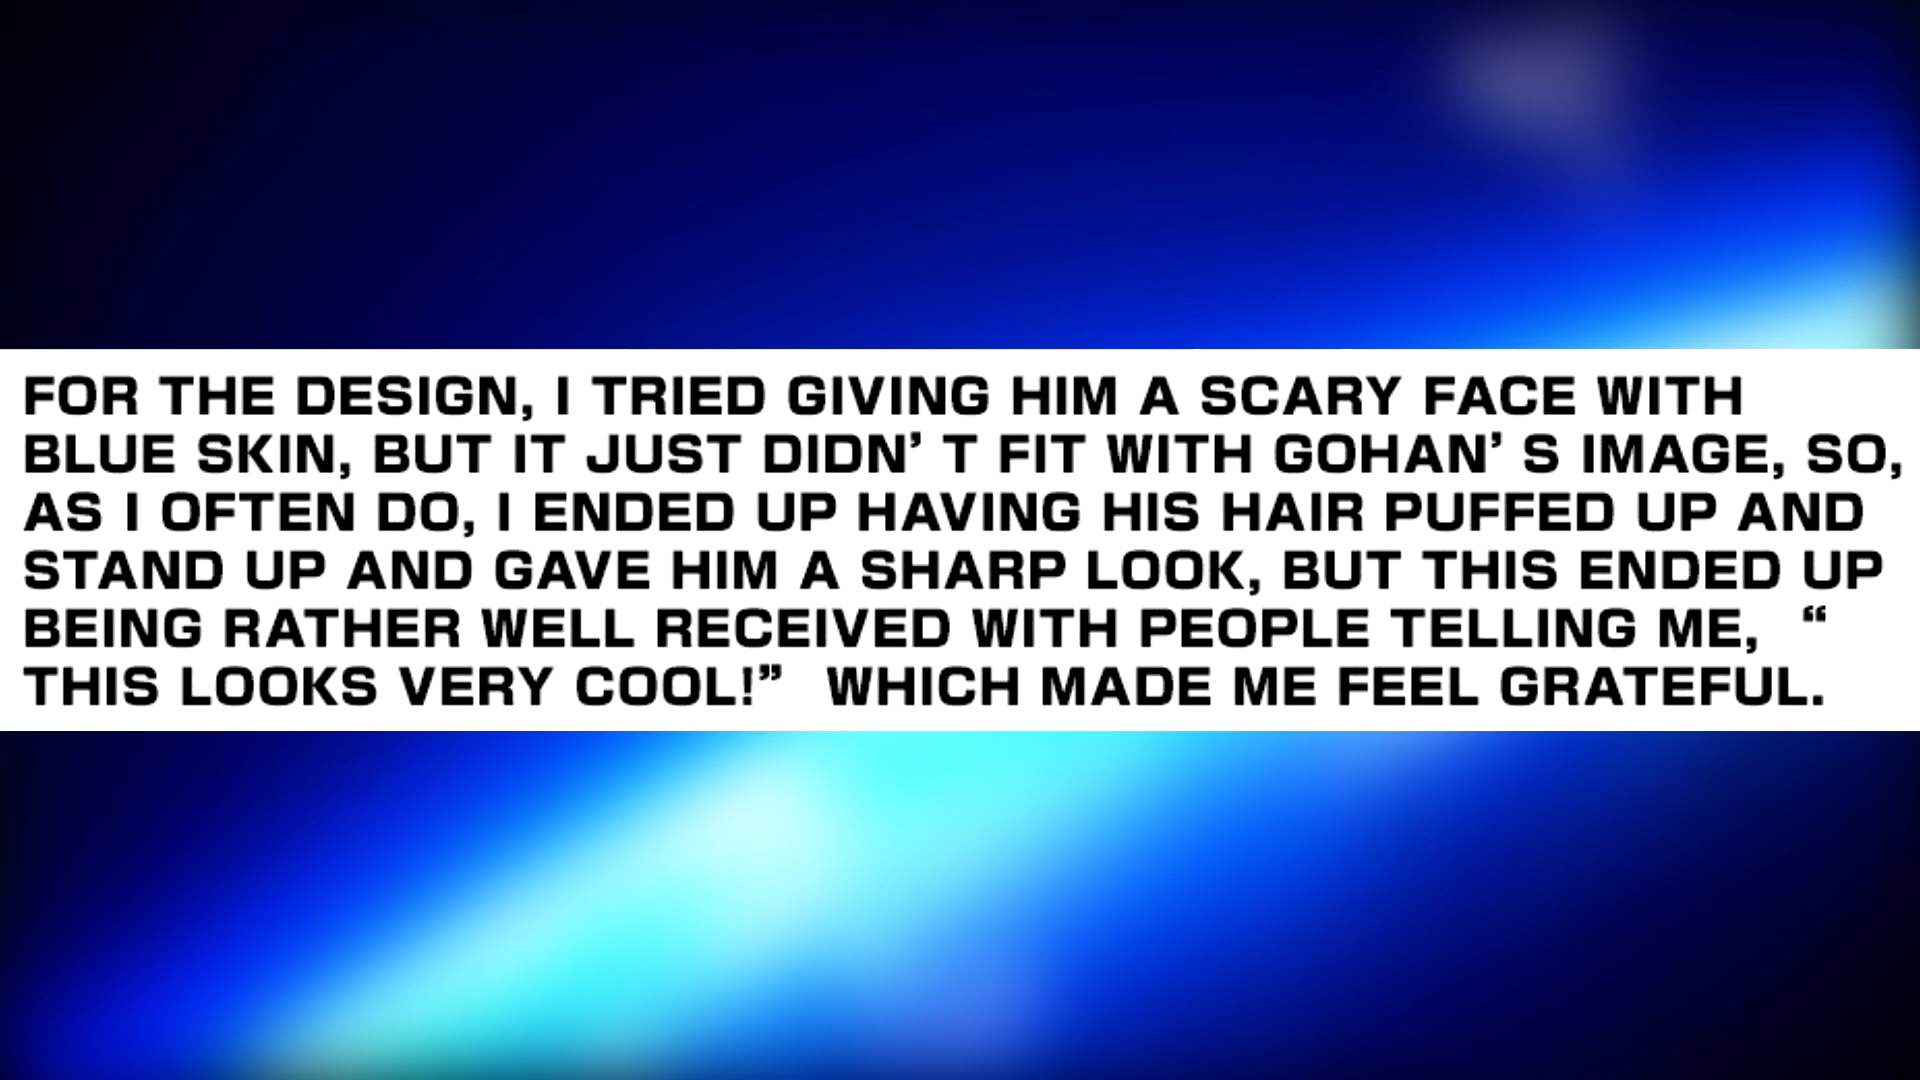 FOR THE DESIGN, I TRIED GIVING HIM A SCARY FACE WITH
BLUE SKIN, BUT IT JUST DIDN’ T FIT WITH GOHAN’ S IMAGE, SO,
AS I OFTEN DO, I ENDED UP HAVING HIS HAIR PUFFED UP AND
STAND UP AND GAVE HIM A SHARP LOOK, BUT THIS ENDED UP
BEING RATHER WELL RECEIVED WITH PEOPLE TELLING ME, “
THIS LOOKS VERY COOL!” WHICH MADE ME FEEL GRATEFUL.